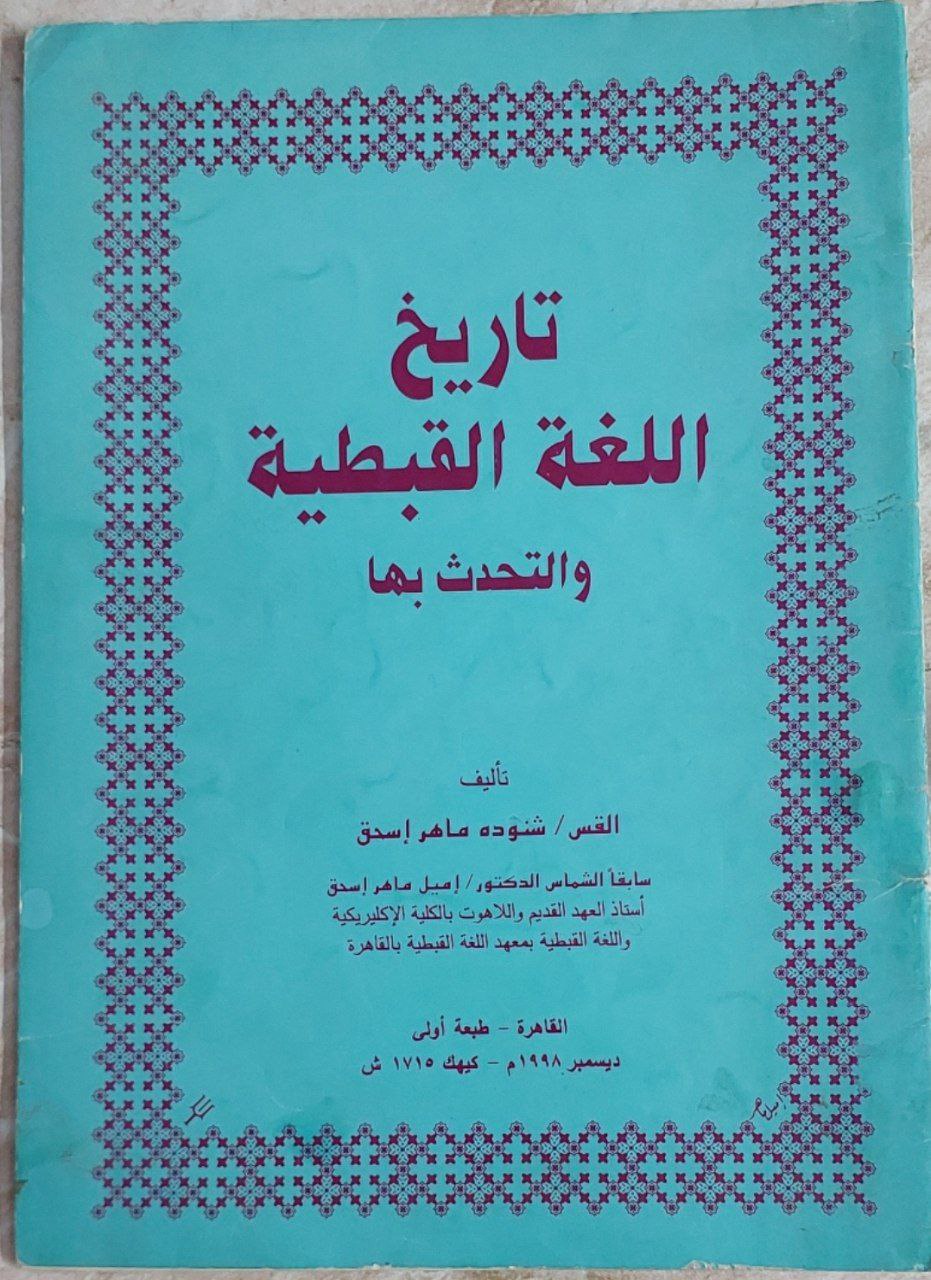 تاريخ
اللغة القبطية
والتحدث بها
تأليف
القس / شنوده ماهر إسحق
سابقاً الشماس الدكتور / إميل ماهر إسحق
أستاذ العهد القديم واللاهوت بالكلية الإكليريكية
واللغة القبطية بمعهد اللغة القبطية بالقاهرة
القاهرة - طبعة أولى
ديسمبر ١٩٩٨م - كيهك ١٧١٥ ش